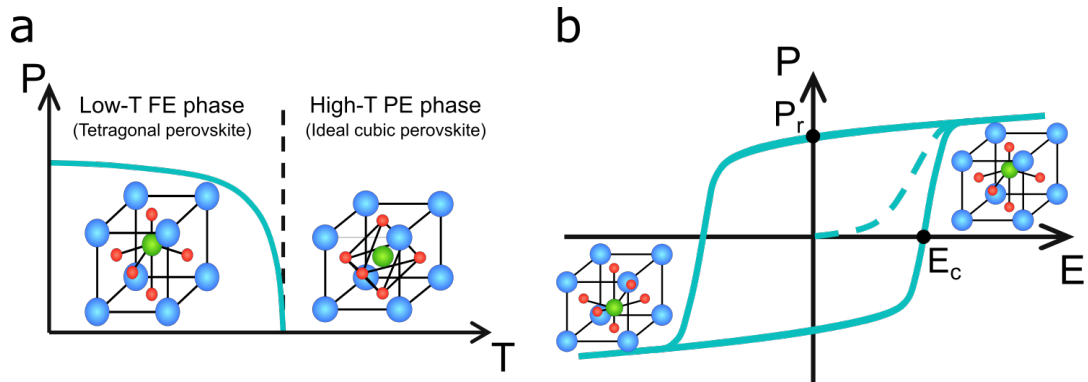 a
P
Low-T FE phase
(Tetragonal perovskite)
High-T PE phase
(Ideal cubic perovskite)
T
b
P
Pr
Ec
E